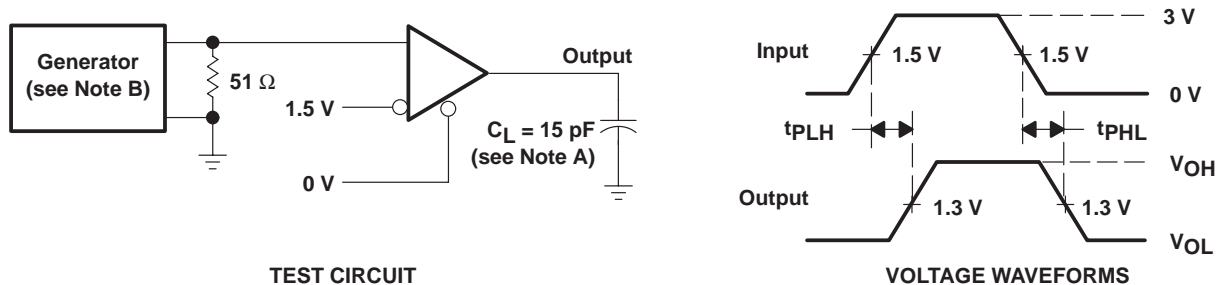 Generator
(see Note B)
51 Ω
1.5 V
0 V
Output
CL = 15 pF
(see Note A)
TEST CIRCUIT
Input
1.5 V
1.5 V
3 V
0 V
tPLH
tPHL
Output
1.3 V
1.3 V
VOH
VOL
VOLTAGE WAVEFORMS